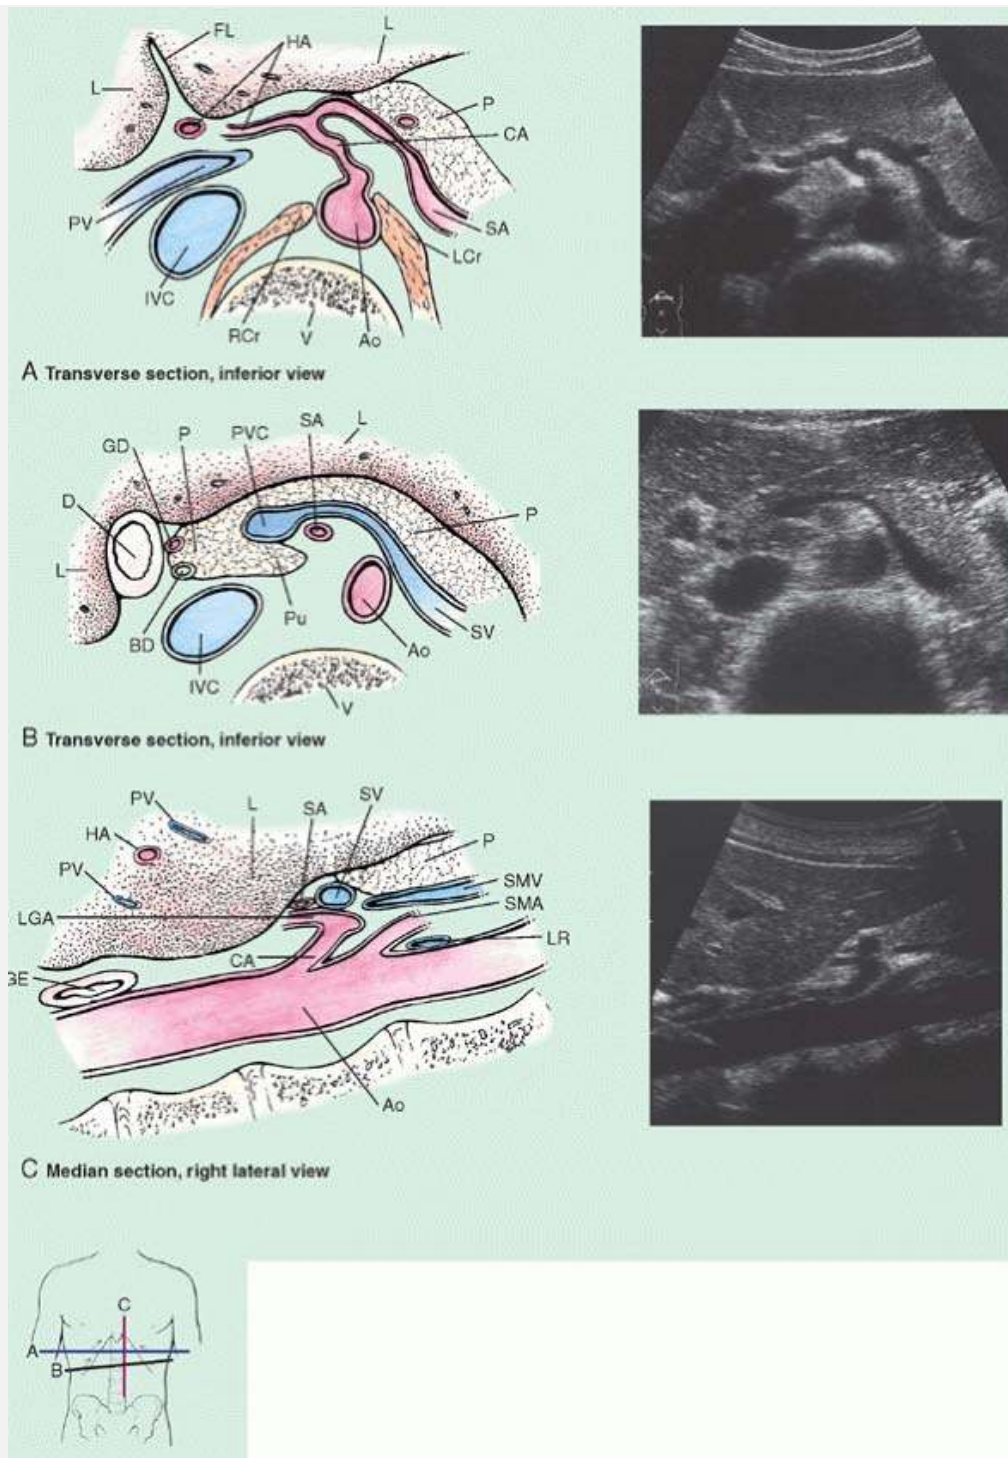 FL
HA
L
L
P
CA
PV
SA
LCr
IVC
RCr
V
Ao
A Transverse section, inferior view
SA
L
GD
P
PVC
D
P
L
Pu
SV
BD
Ao
IVC
V
B Transverse section, inferior view
PV
L
SA
SV
HA
P
PV
SMV
SMA
LGA
LR
CA
GE
Ao
C Median section, right lateral view
C
A
B